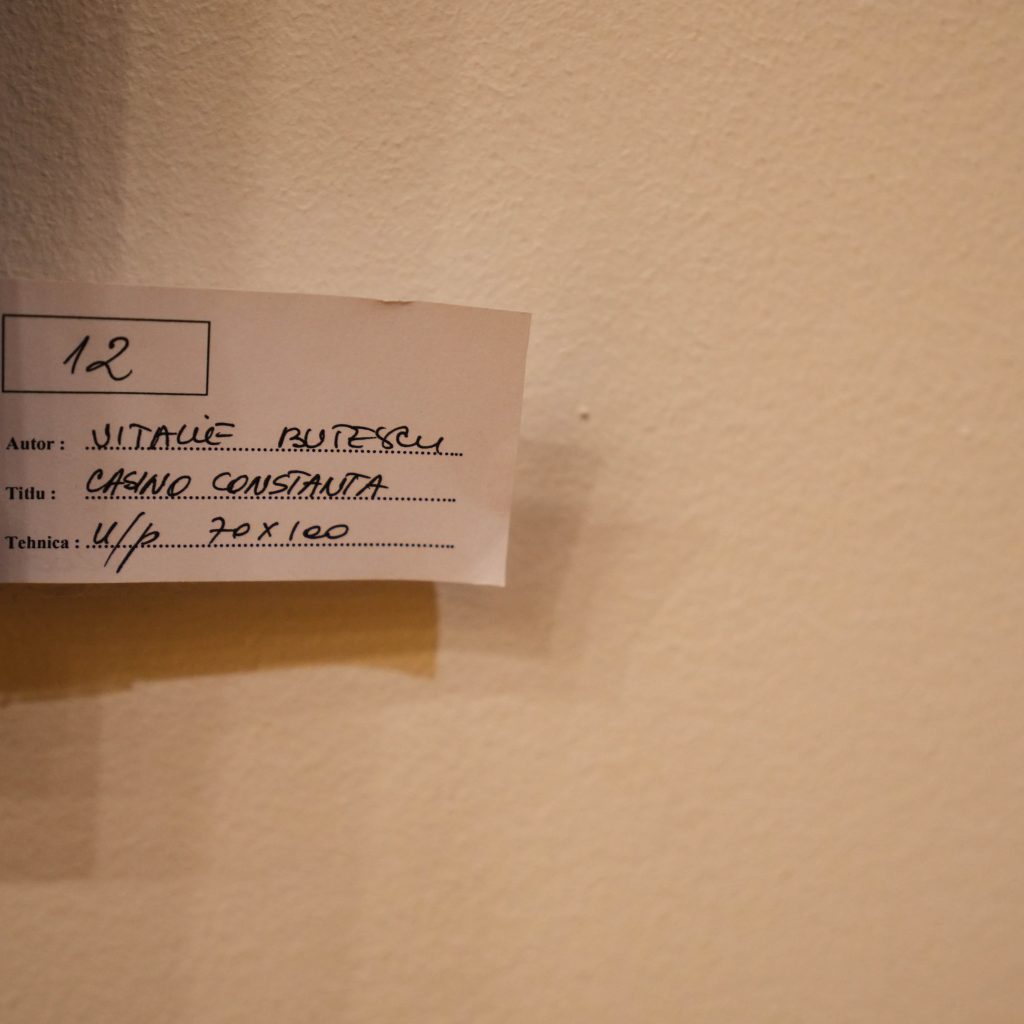 12
Autor : VITALIE BUTESCU
Titlu : CASINO CONSTANTA
Tehnica : U/p 70x100